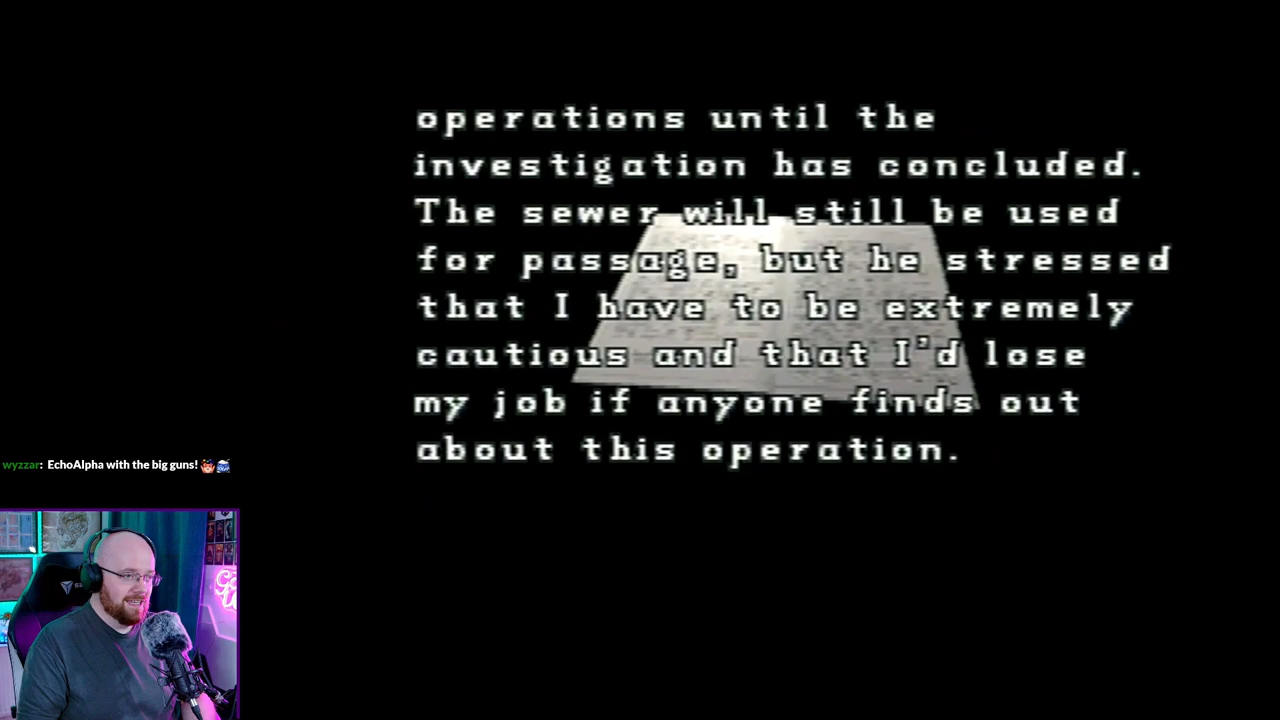 operations until the
investigation has concluded.
The sewer will still be used
for passage, but he stressed
that I have to be extremely
cautious and that I'd lose
my job if anyone finds out
about this operation.
wyzzar: EchoAlpha with the big guns!